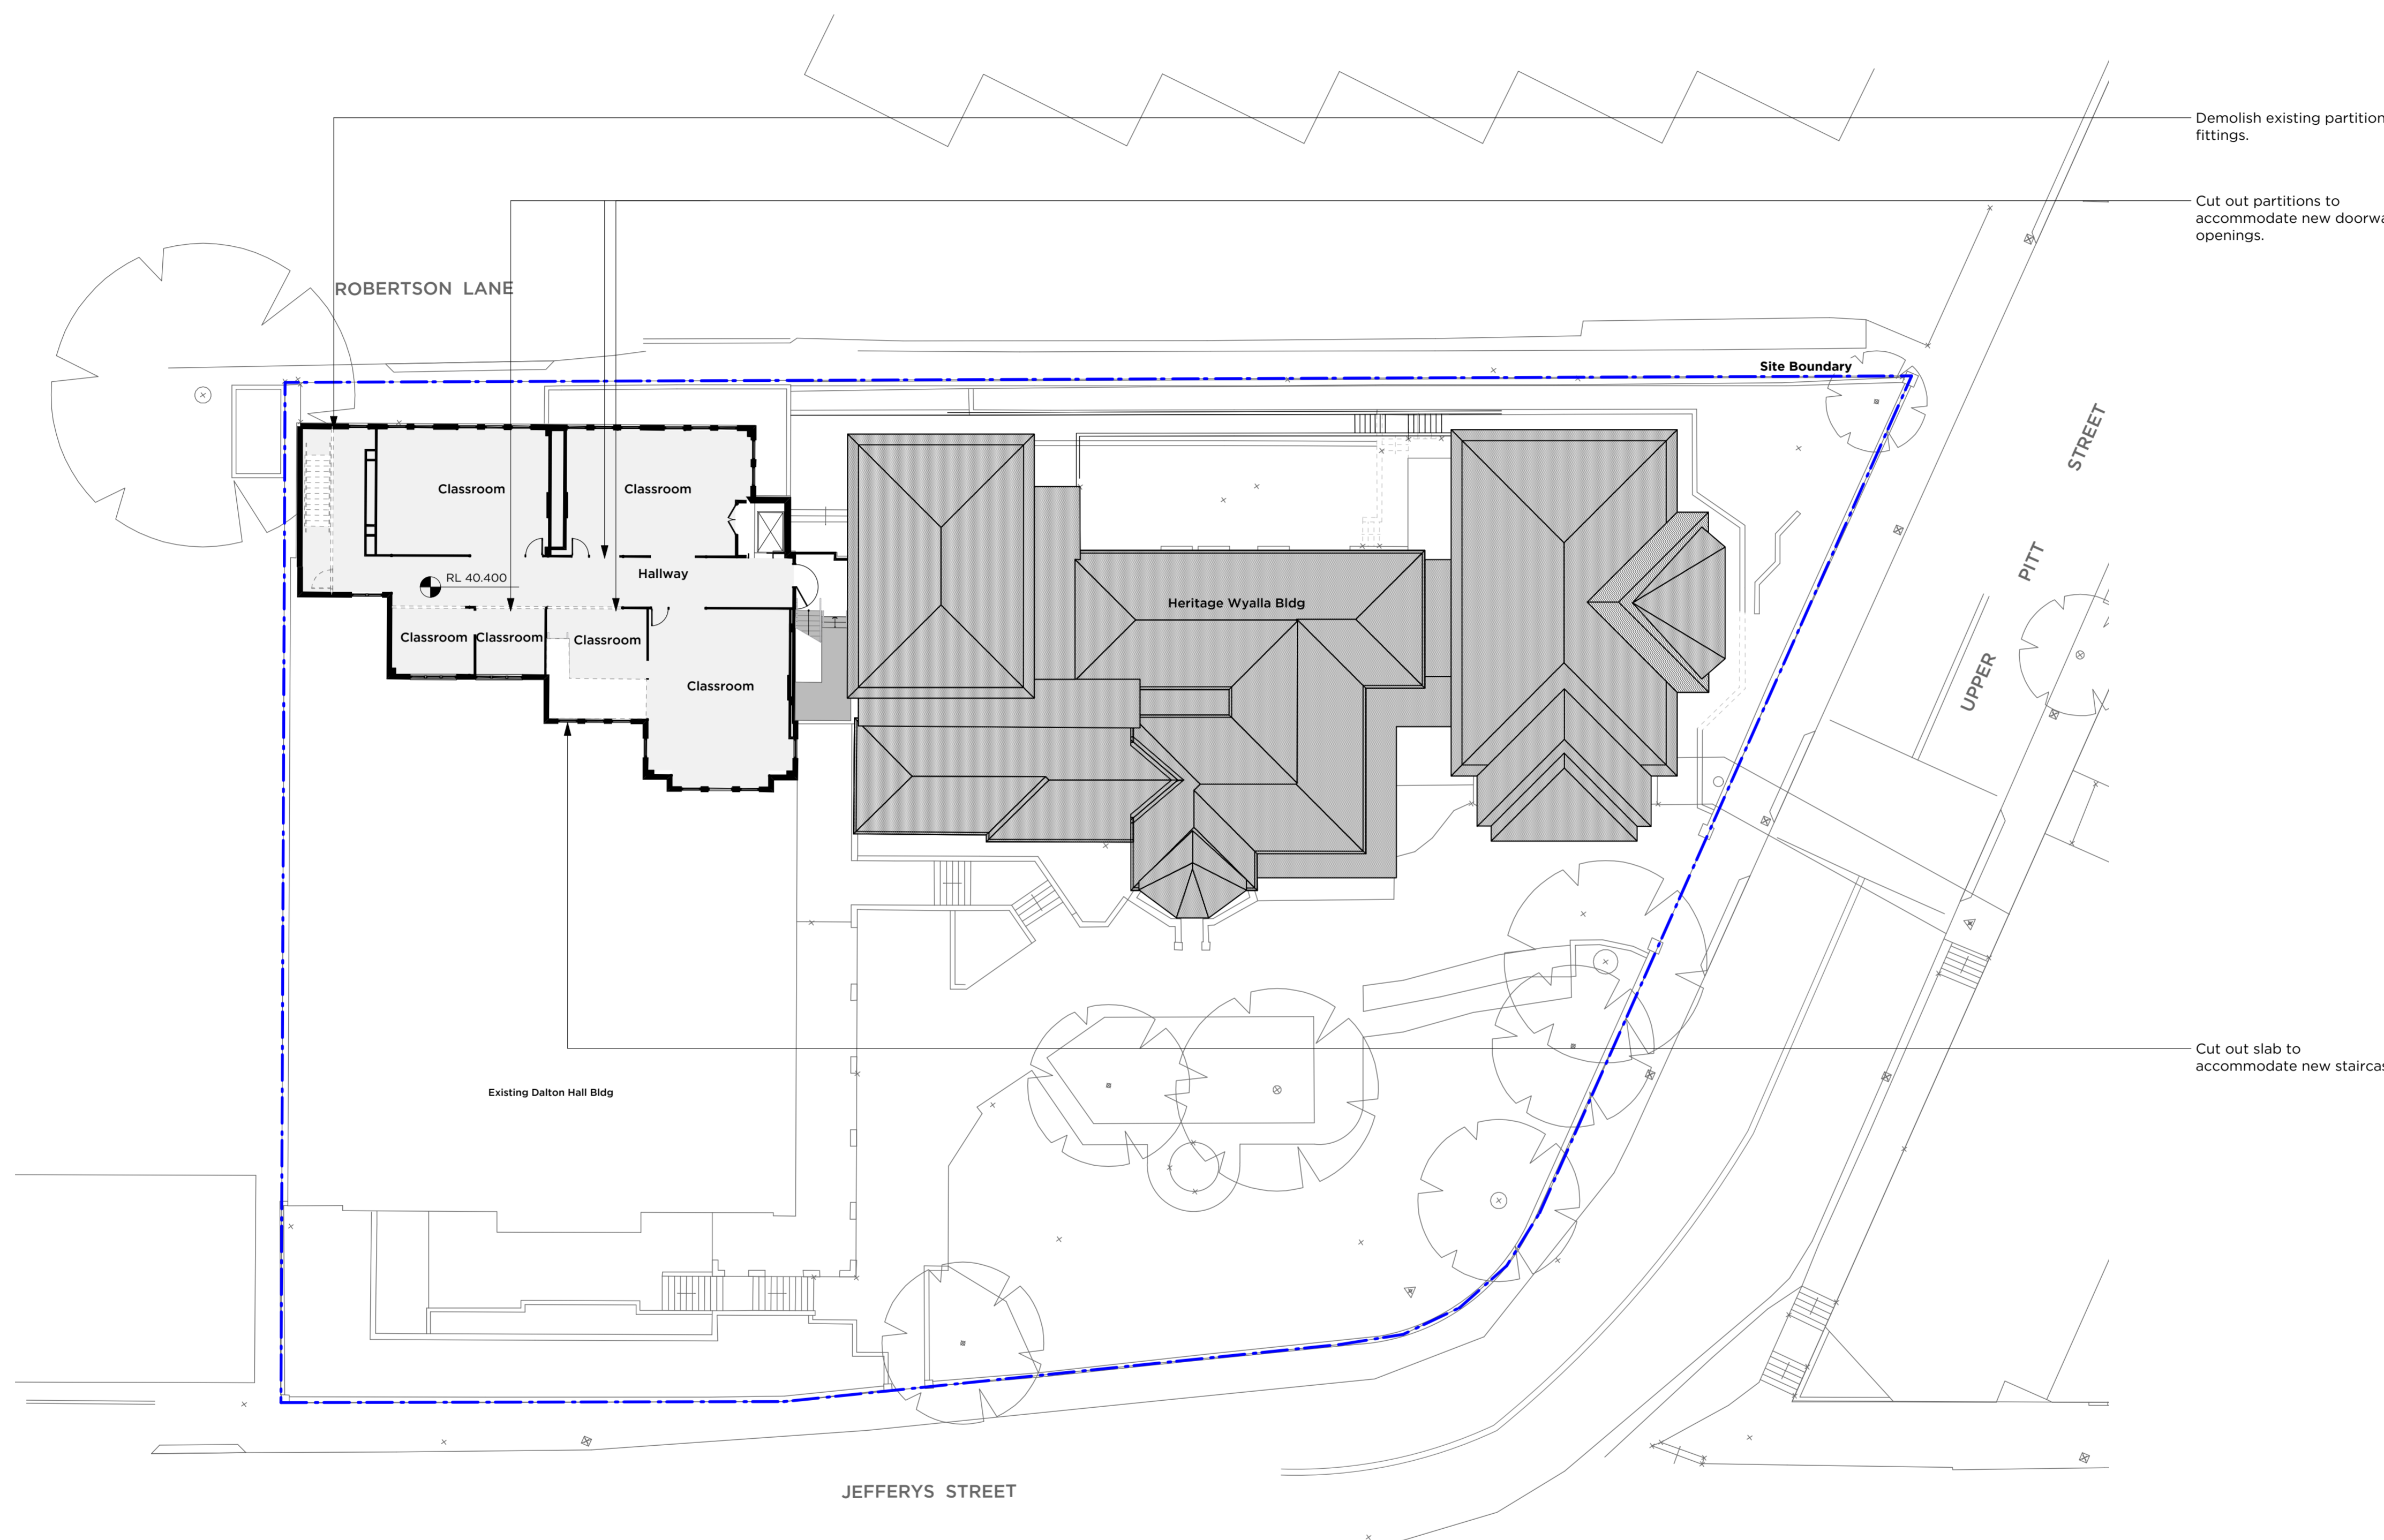 Demolish existing partition
fittings.
Cut out partitions to
accommodate new
openings.
ROBERTSON LANE
Site Boundary
UPPER PITT STREET
Classroom
Classroom
Hallway
RL 40.400
Heritage Wyalla Bldg
Classroom
Classroom
Classroom
Classroom
Cut out slab to
accommodate new
Existing Dalton Hall Bldg
JEFFERYS STREET